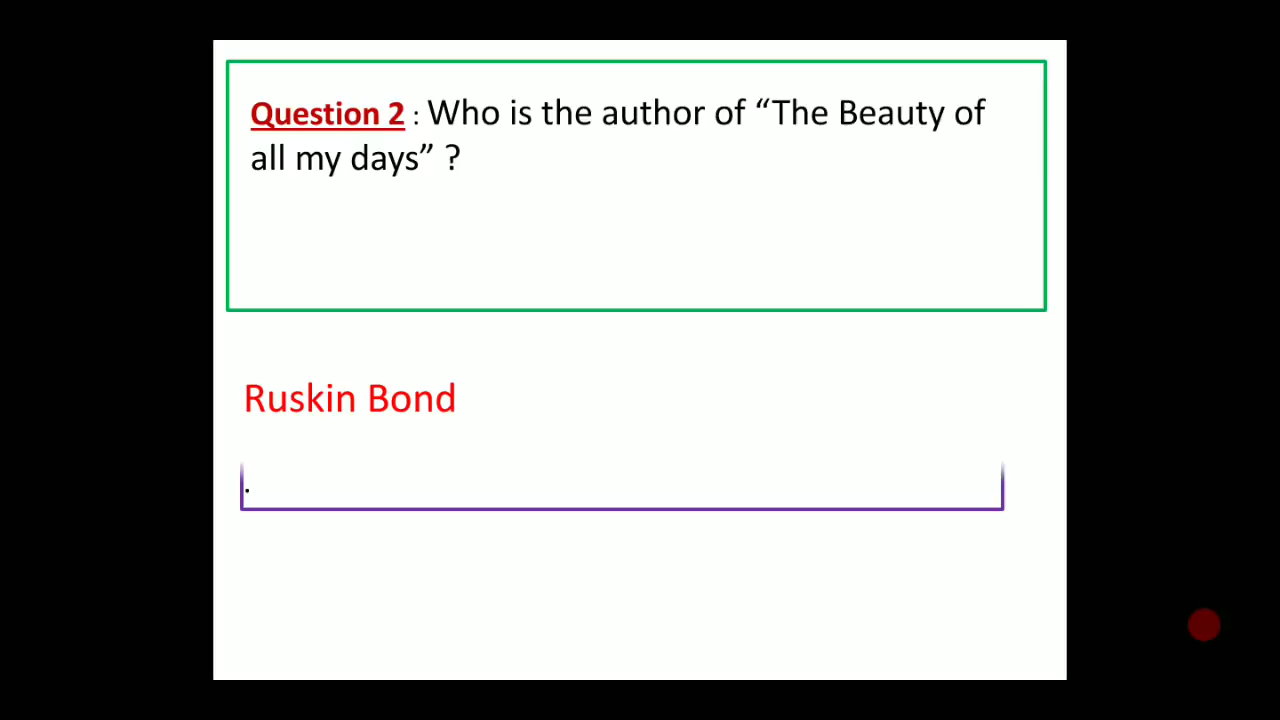 Question 2 : Who is the author of “The Beauty of
all my days” ?
Ruskin Bond
.